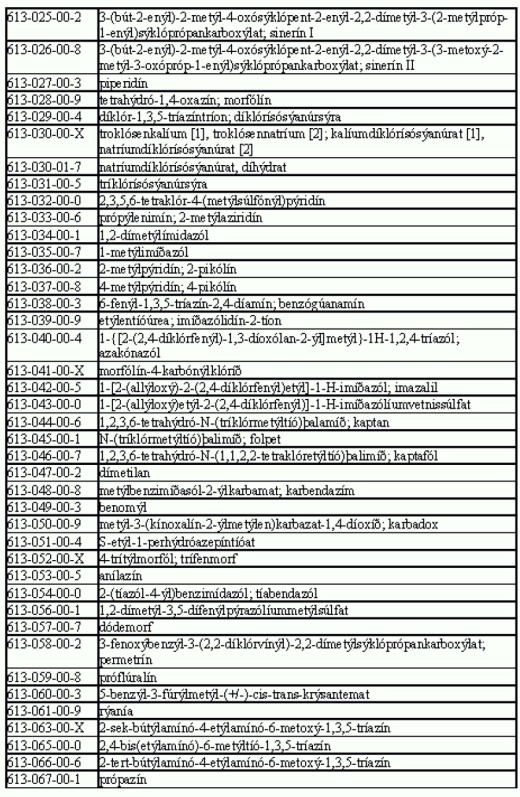 613-025-00-2 3-(bút-2-enýl)-2-metýl-4-oxósýklópent-2-enýl-2,2-dímetýl-3-(2-metýlpróp-
1-enýl)sýklóprópankarboxýlat; sinerín I
613-026-00-8 3-(bút-2-enýl)-2-metýl-4-oxósýklópent-2-enýl-2,2-dímetýl-3-(3-metoxý-2-
metýl-3-oxópróp-1-enýl)sýklóprópankarboxýlat; sinerín II
613-027-00-3 piperidín
613-028-00-9 tetrahýdró-1,4-oxazín; morfólín
613-029-00-4 díklór-1,3,5-tríazíntríon; díklórísósýanúrsýra
613-030-00-X troklósenkalíum [1], troklósennatríum [2]; kalíumdíklórísósýanúrat [1],
natríumdíklórísósýanúrat [2]
613-030-01-7 natríumdíklórísósýanúrat, díhýdrat
613-031-00-5 tríklórísósýanúrsýra
613-032-00-0 2,3,5,6-tetraklór-4-(metýlsúlfónýl)pýridín
613-033-00-6 própýlenimín; 2-metýlaziridín
613-034-00-1 1,2-dímetýlímidazól
613-035-00-7 1-metýlimíðazól
613-036-00-2 2-metýlpýridín; 2-pikólín
613-037-00-8 4-metýlpýridín; 4-pikólín
613-038-00-3 6-fenýl-1,3,5-tríazín-2,4-díamín; benzógúanamín
613-039-00-9 etýlentíóúrea; imíðazólidín-2-tíon
613-040-00-4 1-{[2-(2,4-díklórfenýl)-1,3-díoxólan-2-ýl]metýl}-1H-1,2,4-tríazól;
azakónazól
613-041-00-X morfólín-4-karbónýlklóríð
613-042-00-5 1-[2-(allýloxý)-2-(2,4-díklórfenýl)etýl]-1-H-imíðazól; imazalil
613-043-00-0 1-[2-(allýloxý)etýl-2-(2,4-díklórfenýl)]-1-H-imíðazólíumvetnissúlfat
613-044-00-6 1,2,3,6-tetrahýdró-N-(tríklórmetýltíó)þalamíð; kaptan
613-045-00-1 N-(tríklórmetýltíó)þalimíð; folpet
613-046-00-7 1,2,3,6-tetrahýdró-N-(1,1,2,2-tetraklóretýltíó)þalimíð; kaptafól
613-047-00-2 dímetilan
613-048-00-8 metýlbenzimíðasól-2-ýlkarbamat; karbendazím
613-049-00-3 benomýl
613-050-00-9 metýl-3-(kínoxalín-2-ýlmetýlen)karbazat-1,4-díoxíð; karbadox
613-051-00-4 S-etýl-1-perhýdróazepíntíóat
613-052-00-X 4-trítýlmorfól; trífenmorf
613-053-00-5 anílazín
613-054-00-0 2-(tíazól-4-ýl)benzimídazól; tíabendazól
613-056-00-1 1,2-dímetýl-3,5-dífenýlpýrazólíummetýlsúlfat
613-057-00-7 dódemorf
613-058-00-2 3-fenoxýbenzýl-3-(2,2-díklórvínýl)-2,2-dímetýlsýklóprópankarboxýlat;
permetrín
613-059-00-8 próflúralín
613-060-00-3 5-benzýl-3-fúrýlmetýl-(+/-)-cis-trans-krýsantemat
613-061-00-9 rýanía
613-063-00-X 2-sek-bútýlamínó-4-etýlamínó-6-metoxý-1,3,5-tríazín
613-065-00-0 2,4-bis(etýlamínó)-6-metýltíó-1,3,5-tríazín
613-066-00-6 2-tert-bútýlamínó-4-etýlamínó-6-metoxý-1,3,5-tríazín
613-067-00-1 própazín